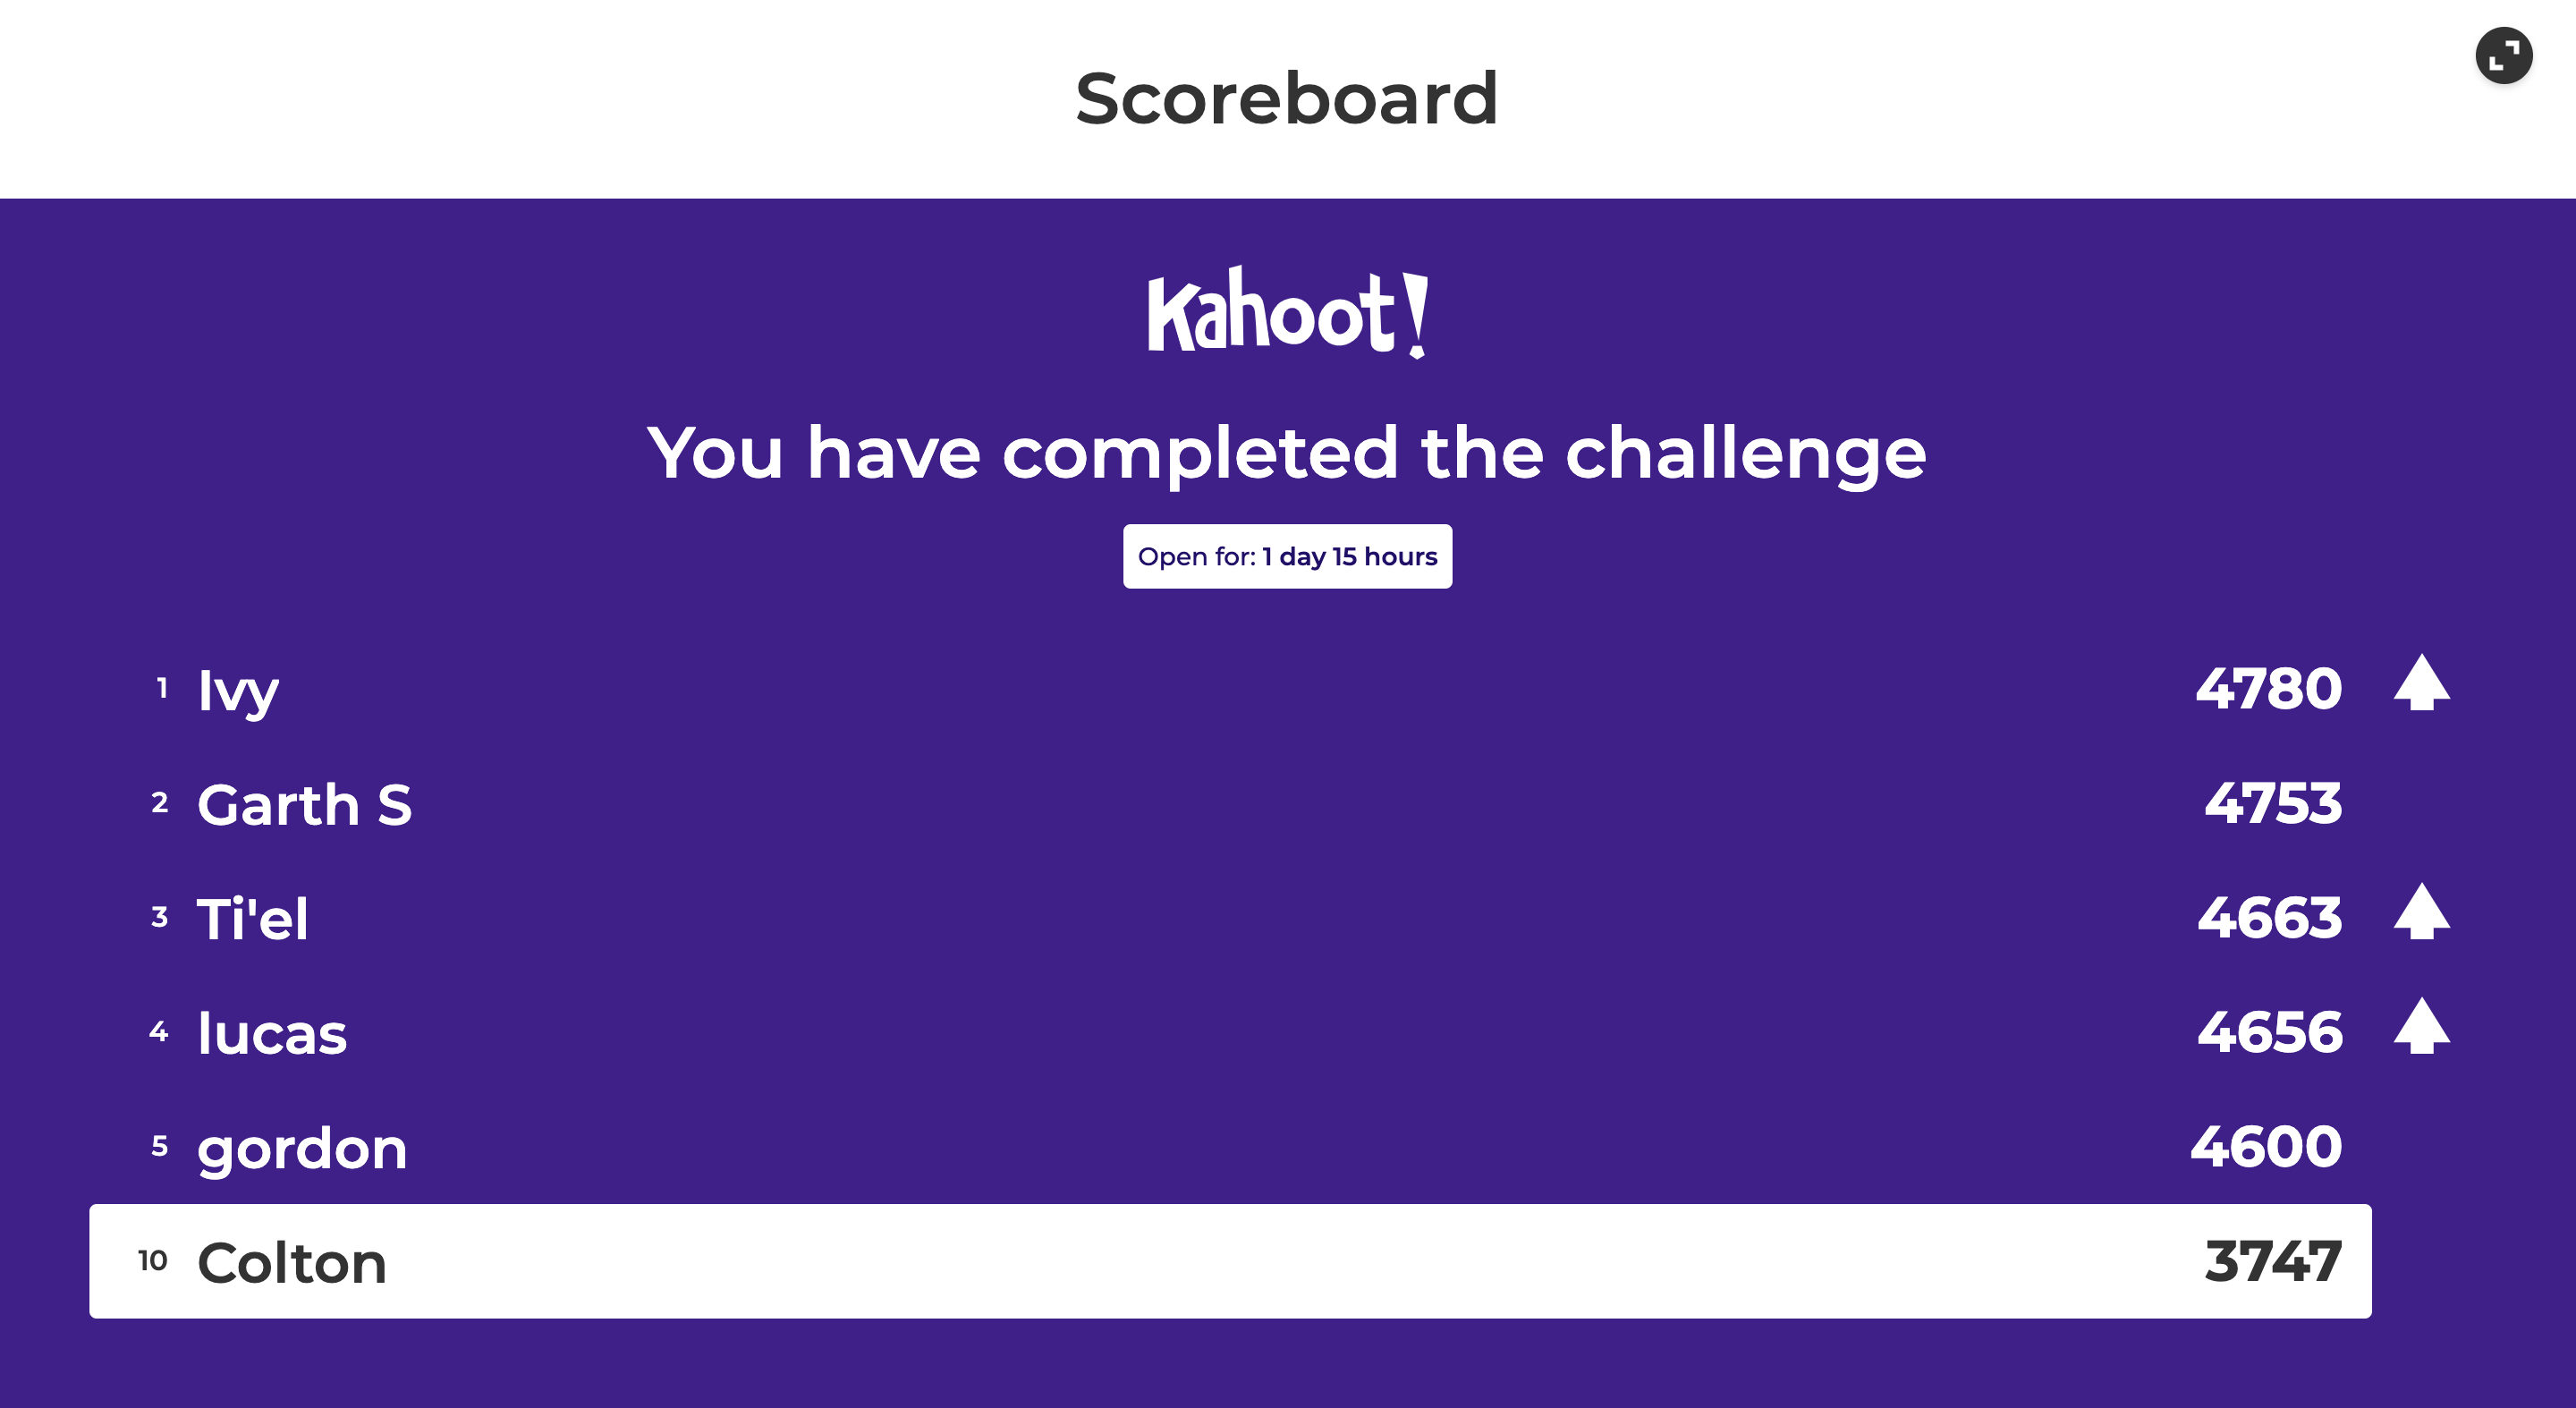 Scoreboard
Kahoot!
You have completed the challenge
Open for: 1 day 15 hours
1 Ivy 4780
2 Garth S 4753
3 Ti'el 4663
4 lucas 4656
5 gordon 4600
10 Colton 3747